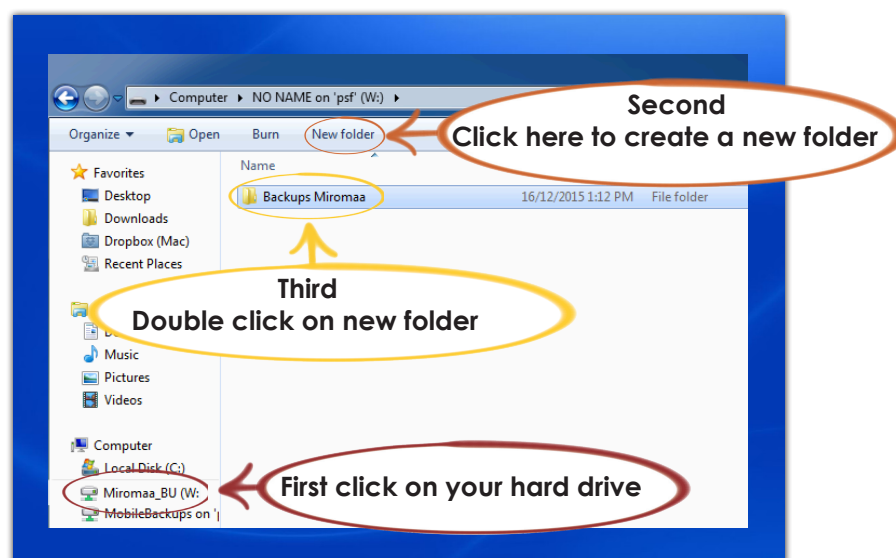 Computer ▸ NO NAME on 'psf' (W:) ▸
Second
Click here to create a new folder
Organize ▾ Open Burn New folder
Name
Favorites
Desktop
Downloads
Dropbox (Mac)
Recent Places
Backups Miromaa 16/12/2015 1:12 PM File folder
Third
Double click on new folder
Music
Pictures
Videos
Computer
Local Disk (C:)
Miromaa_BU (W:
MobileBackups on '
First click on your hard drive